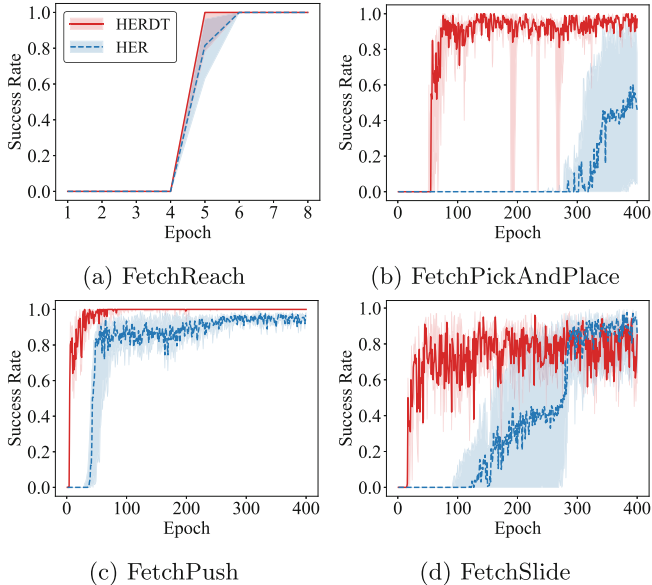 HERDT
HER
Success Rate
1.0
0.8
0.6
0.4
0.2
0.0
1 2 3 4 5 6 7 8
Epoch
(a) FetchReach
Success Rate
1.0
0.8
0.6
0.4
0.2
0.0
0 100 200 300 400
Epoch
(b) FetchPickAndPlace
Success Rate
1.0
0.8
0.6
0.4
0.2
0.0
0 100 200 300 400
Epoch
(c) FetchPush
Success Rate
1.0
0.8
0.6
0.4
0.2
0.0
0 100 200 300 400
Epoch
(d) FetchSlide